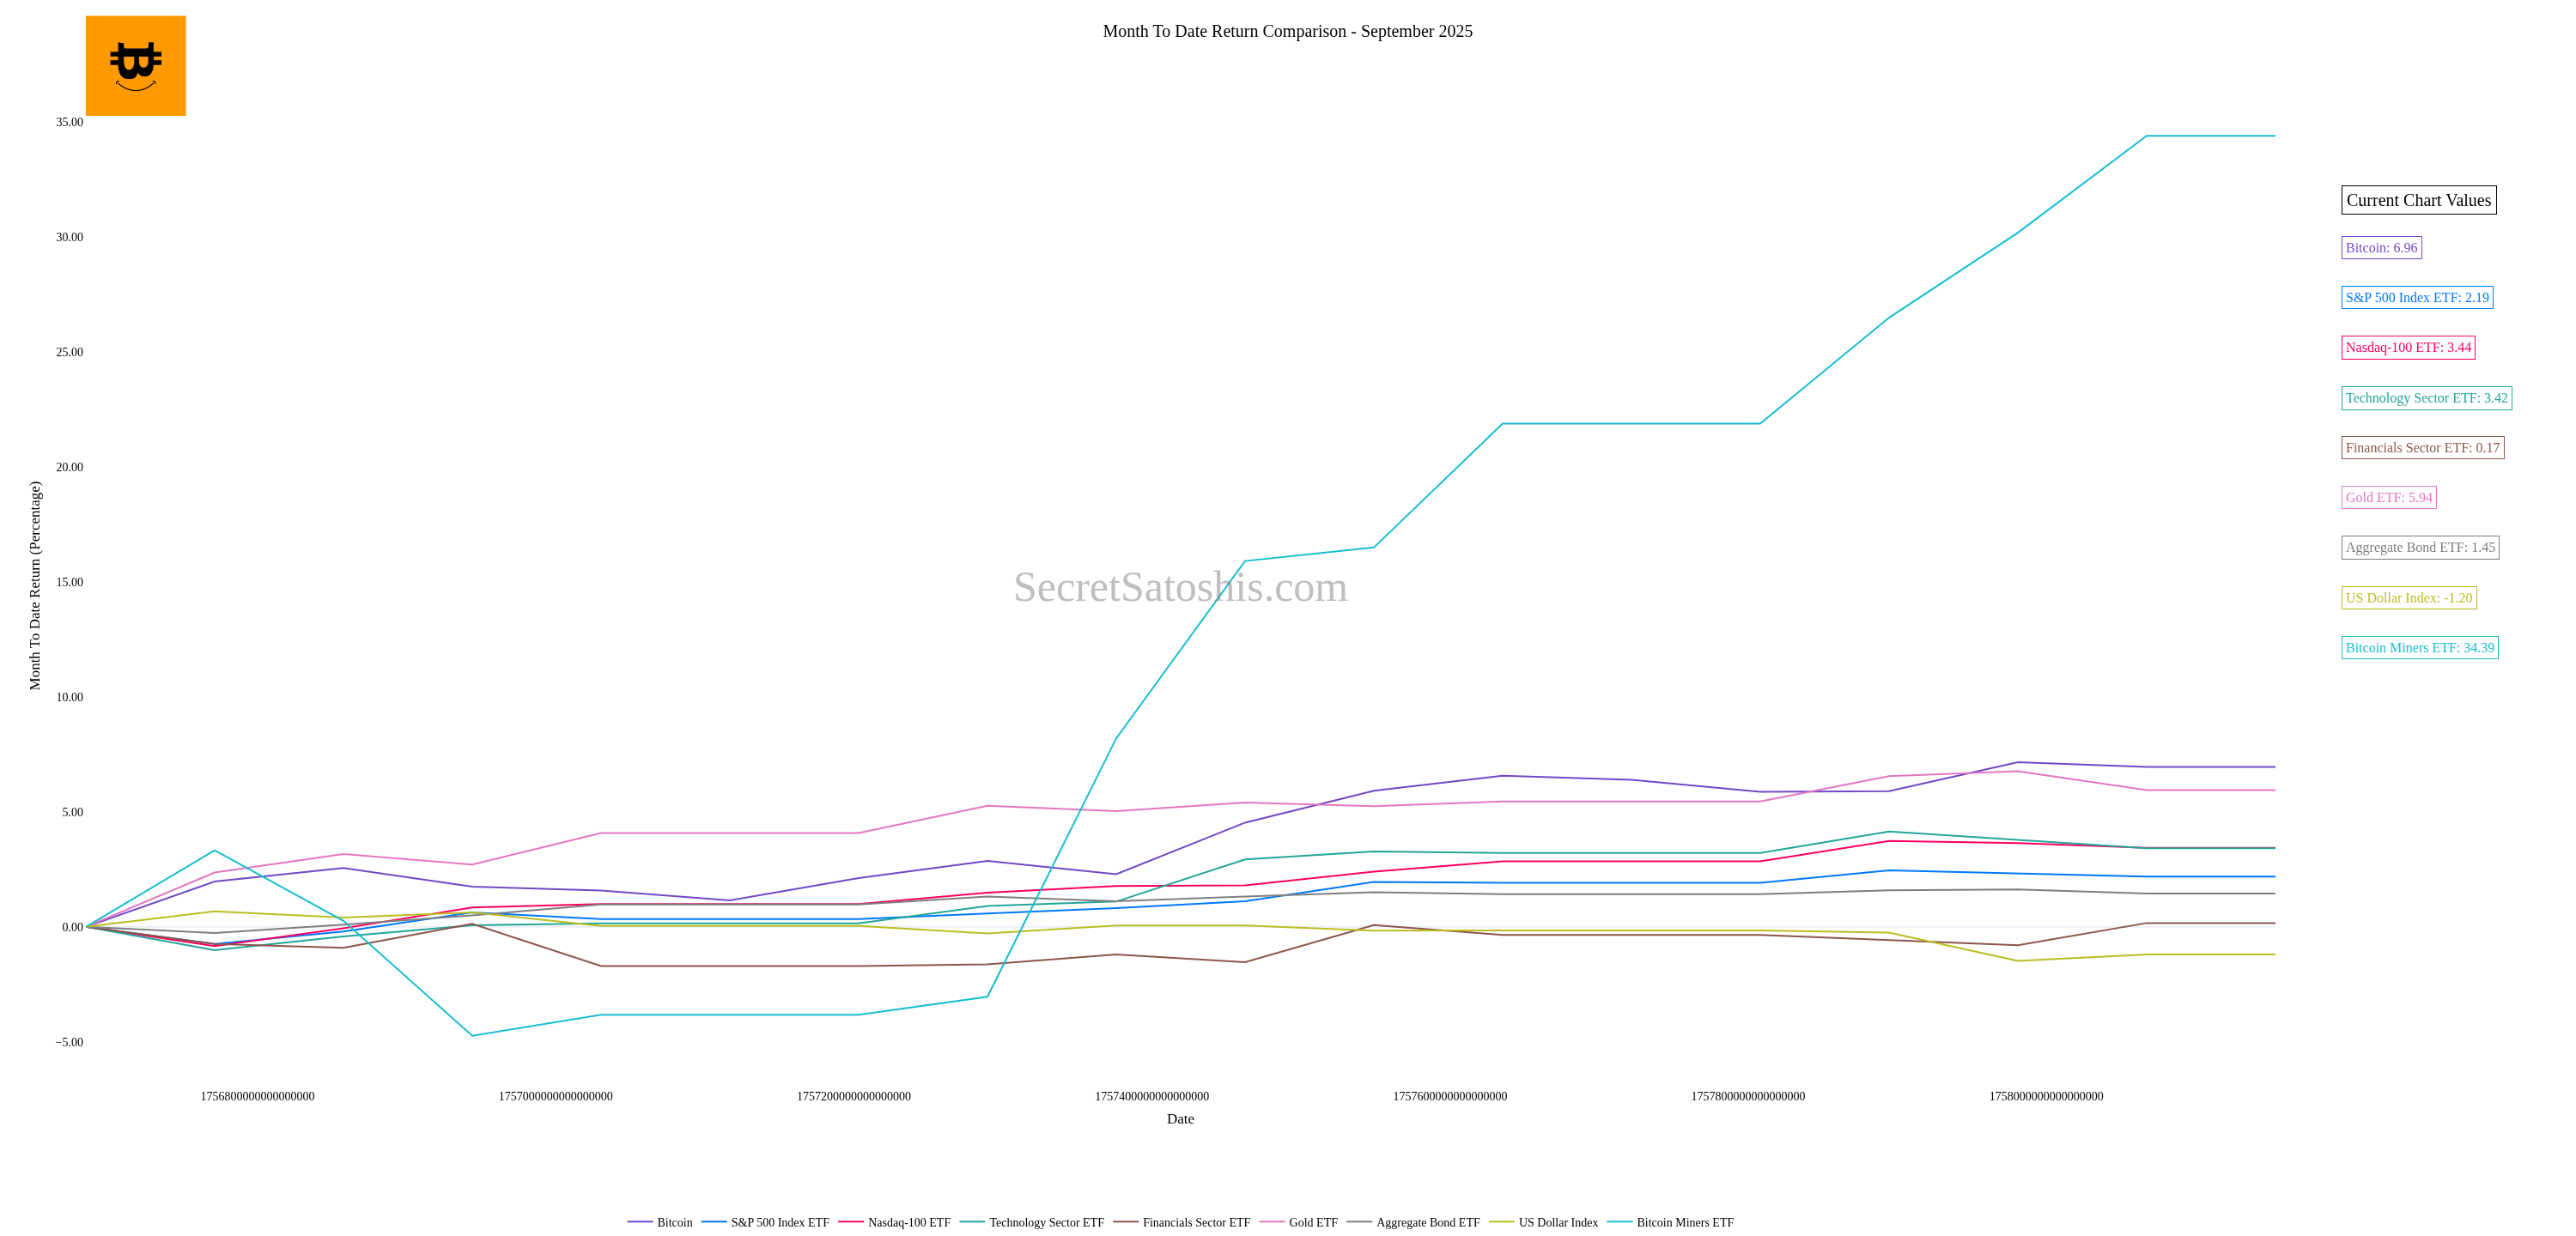 Month To Date Return Comparison - September 2025
35.00
30.00
25.00
20.00
15.00
10.00
5.00
0.00
−5.00
Month To Date Return (Percentage)
SecretSatoshis.com
Current Chart Values
Bitcoin: 6.96
S&P 500 Index ETF: 2.19
Nasdaq-100 ETF: 3.44
Technology Sector ETF: 3.42
Financials Sector ETF: 0.17
Gold ETF: 5.94
Aggregate Bond ETF: 1.45
US Dollar Index: -1.20
Bitcoin Miners ETF: 34.39
1756800000000000000 1757000000000000000 1757200000000000000 1757400000000000000 1757600000000000000 1757800000000000000 1758000000000000000
Date
Bitcoin S&P 500 Index ETF Nasdaq-100 ETF Technology Sector ETF Financials Sector ETF Gold ETF Aggregate Bond ETF US Dollar Index Bitcoin Miners ETF